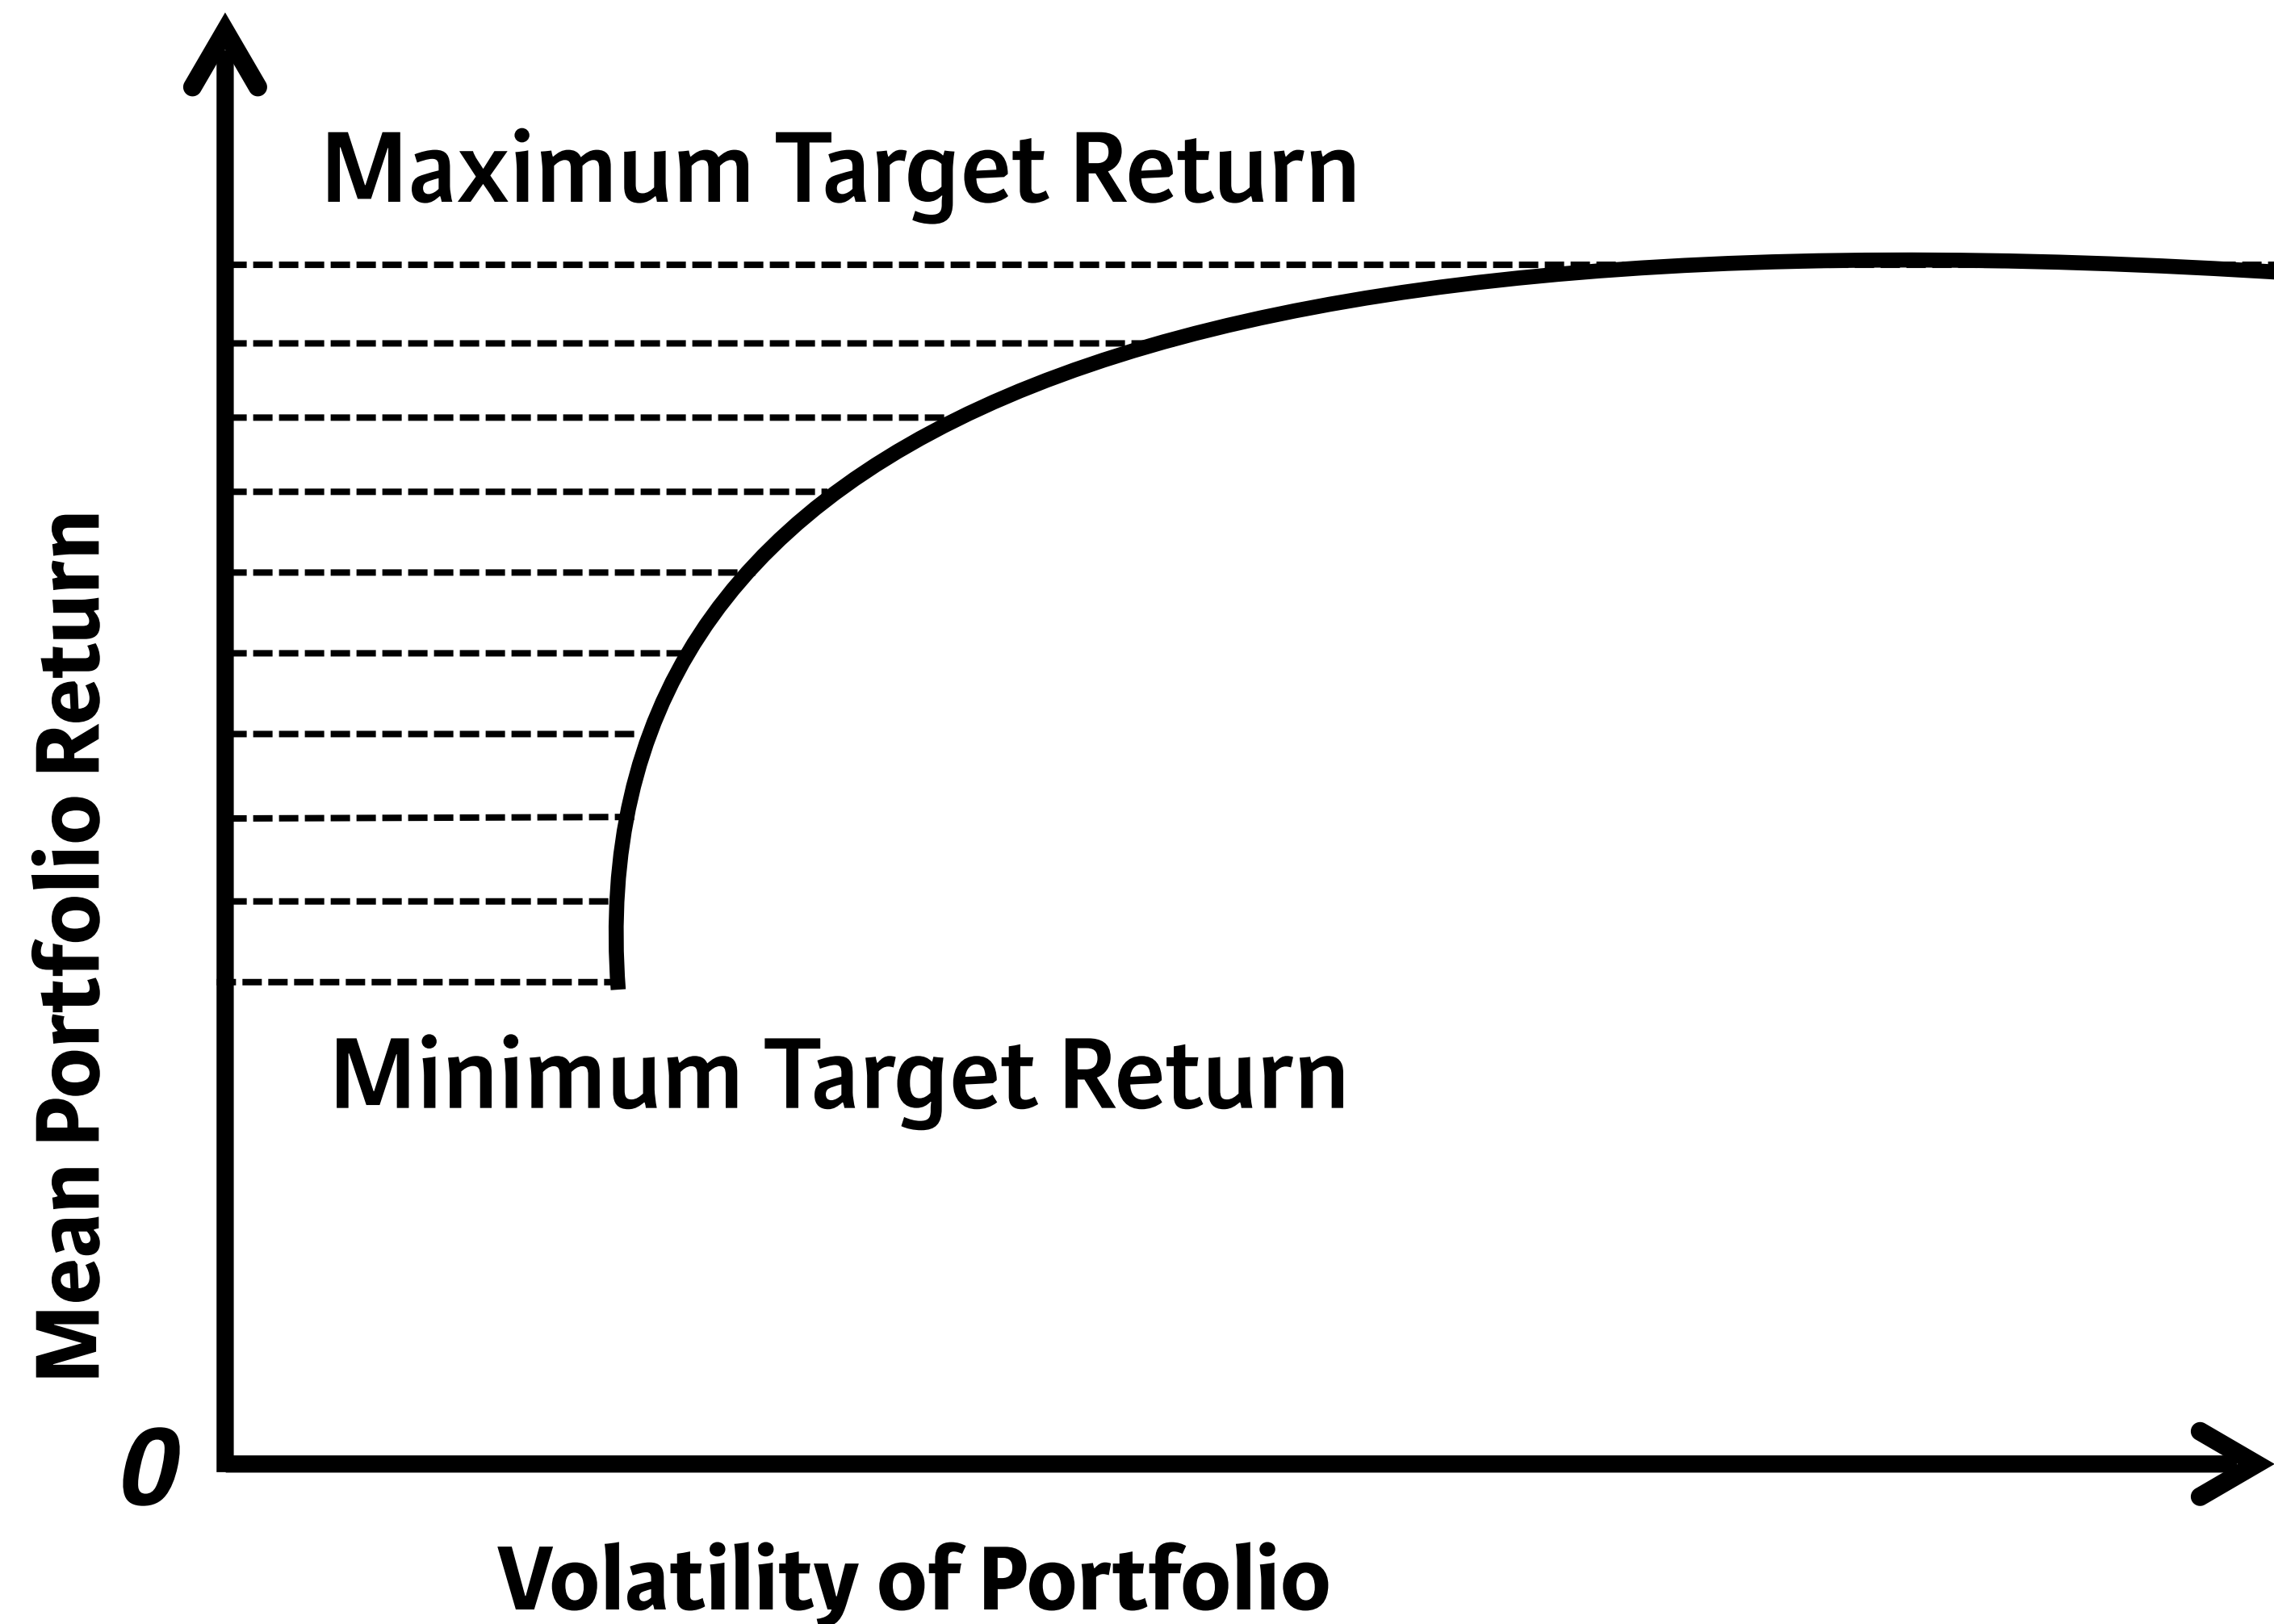 Maximum Target Return
Mean Portfolio Return
Minimum Target Return
0
Volatility of Portfolio